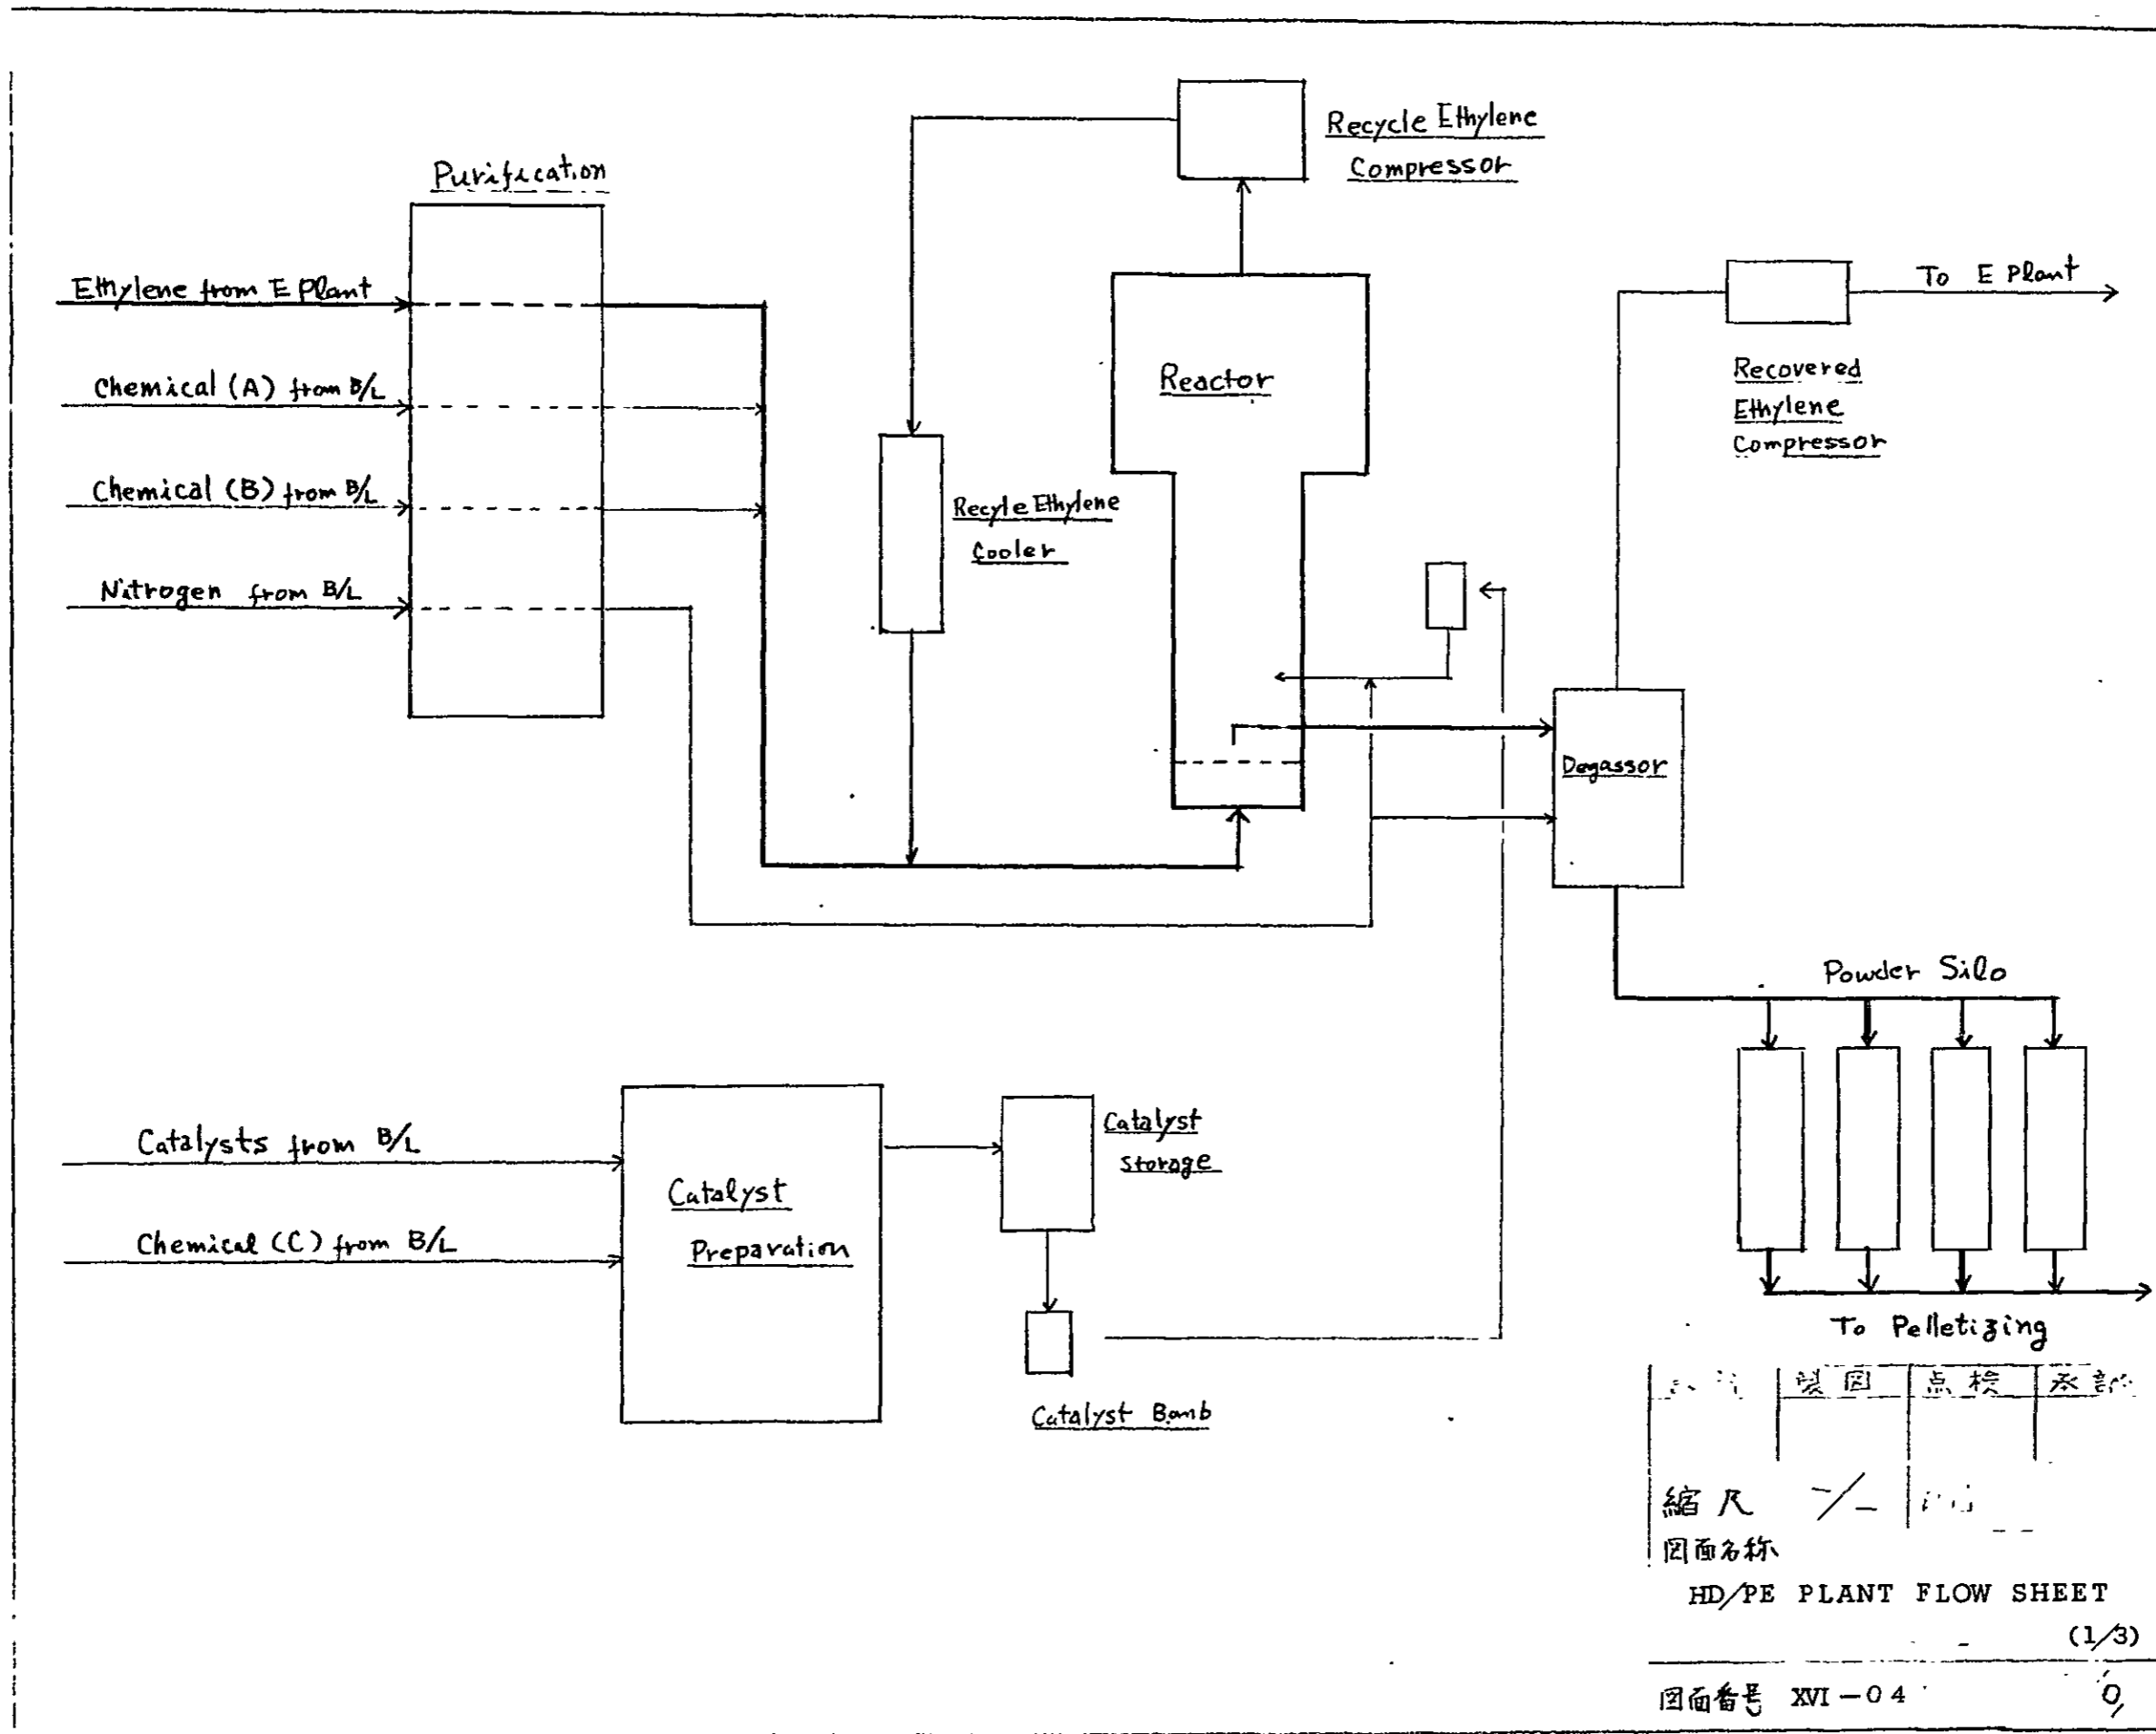 Recycle Ethylene
Compressor
Purification
Ethylene from E Plant
Chemical (A) from B/L
Chemical (B) from B/L
Nitrogen from B/L
Reactor
Recyle Ethylene
Cooler
To E Plant
Recovered
Ethylene
Compressor
Degassor
Powder Silo
To Pelletizing
Catalysts from B/L
Chemical (C) from B/L
Catalyst
Preparation
Catalyst
Storage
Catalyst Bomb
製図 点検 承認
縮尺 -/-
図面名称
HD/PE PLANT FLOW SHEET
(1/3)
図面番号 XVI-04